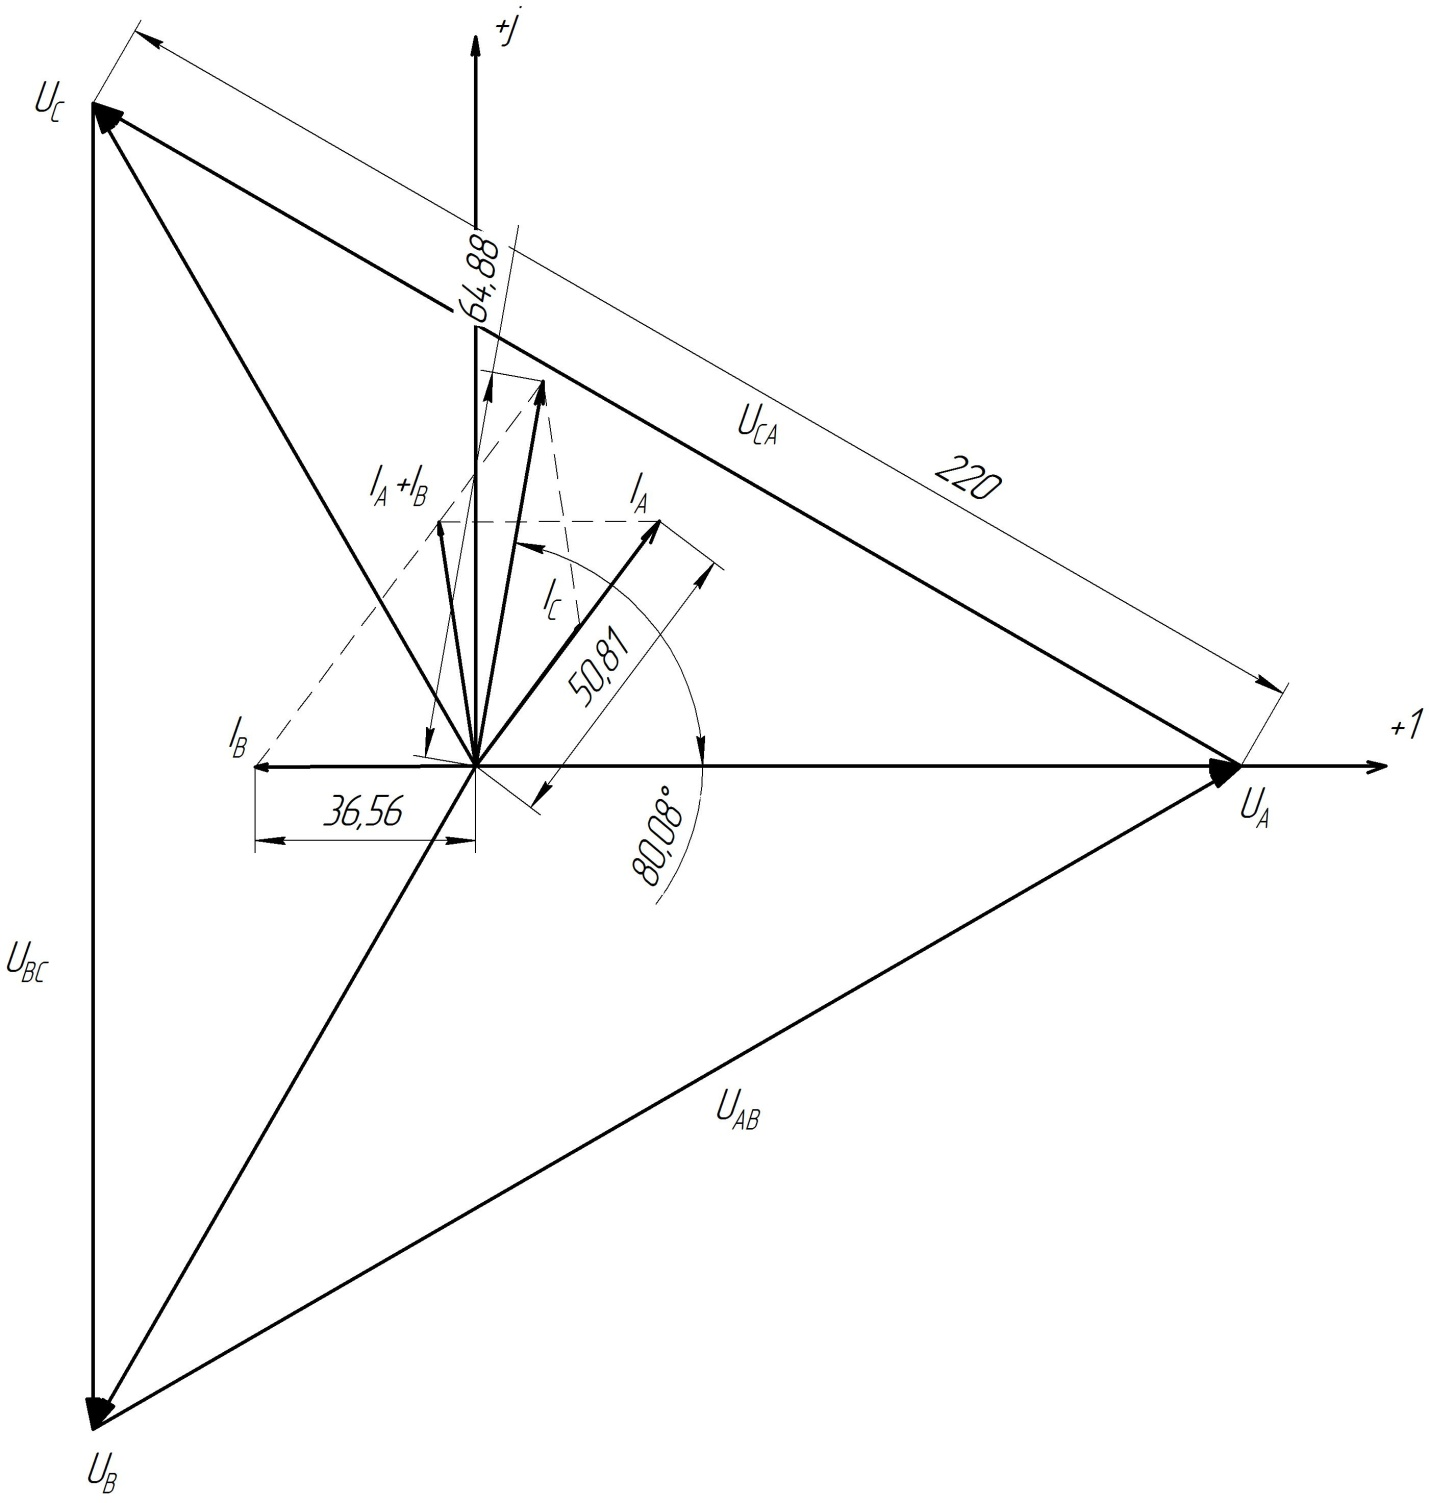 +j
U_C
64,88
U_CA
220
I_A+I_B
I_A
I_C
50,81
I_B
+1
36,56
80,08°
U_A
U_BC
U_AB
U_B